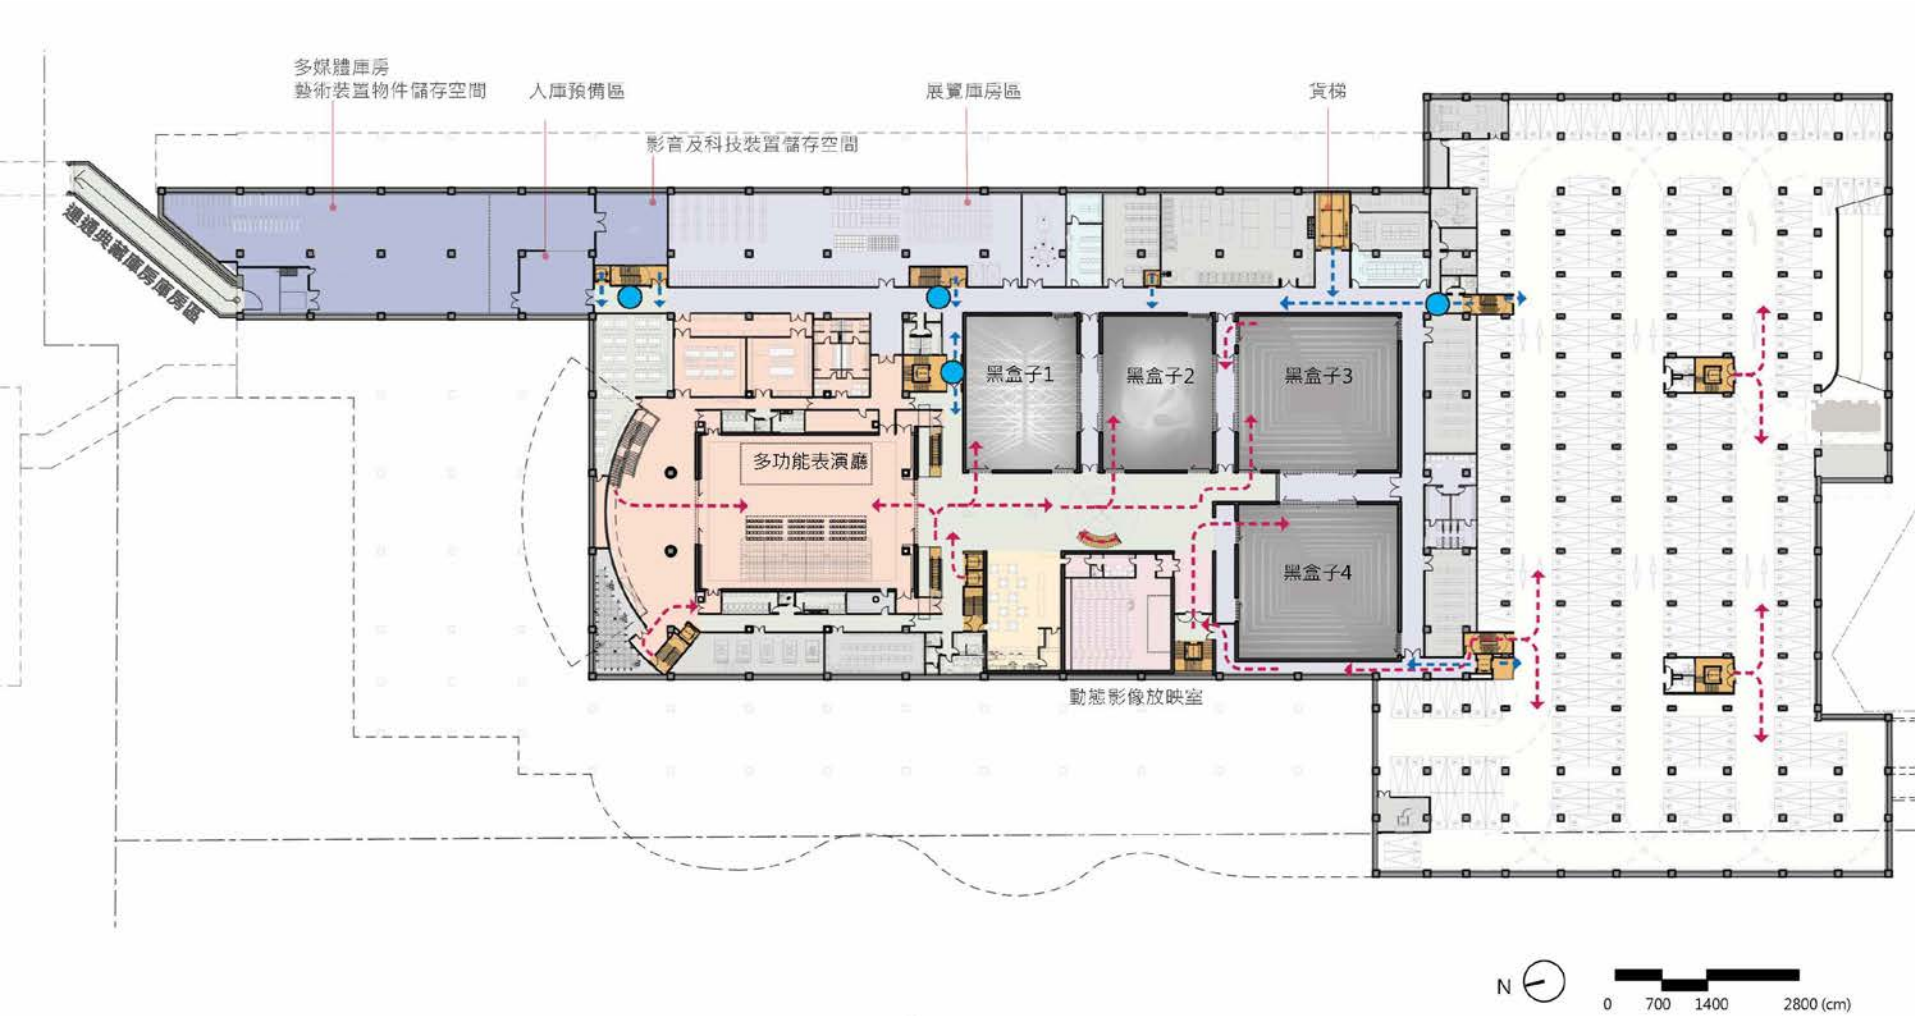 多媒體庫房
藝術裝置物件儲存空間
入庫預備區
展覽庫房區
貨梯
影音及科技裝置儲存空間
連通典藏庫房庫房區
黑盒子1
黑盒子2
黑盒子3
多功能表演廳
黑盒子4
動態影像放映室
N
0 700 1400 2800 (cm)